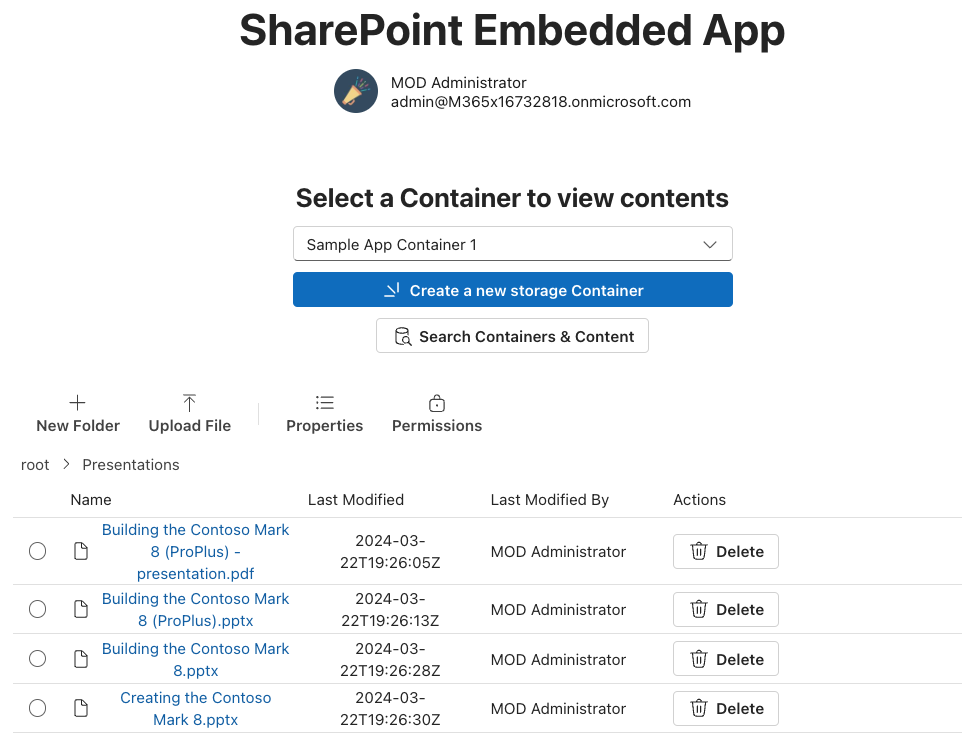 SharePoint Embedded App
MOD Administrator
admin@M365x16732818.onmicrosoft.com
Select a Container to view contents
Sample App Container 1
Create a new storage Container
Search Containers & Content
New Folder Upload File Properties Permissions
root Presentations
Name Last Modified Last Modified By Actions
Building the Contoso Mark
8 (ProPlus) -
presentation.pdf
2024-03-
22T19:26:05Z
MOD Administrator
Delete
Building the Contoso Mark
8 (ProPlus).pptx
2024-03-
22T19:26:13Z
MOD Administrator
Delete
Building the Contoso Mark
8.pptx
2024-03-
22T19:26:28Z
MOD Administrator
Delete
Creating the Contoso
Mark 8.pptx
2024-03-
22T19:26:30Z
MOD Administrator
Delete